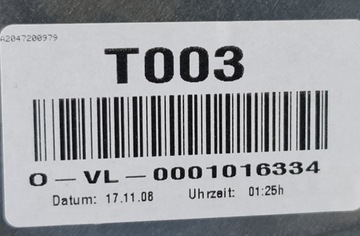 A2047200979
T003
O-VL-0001016334
Datum: 17.11.08 Uhrzeit: 01:25h